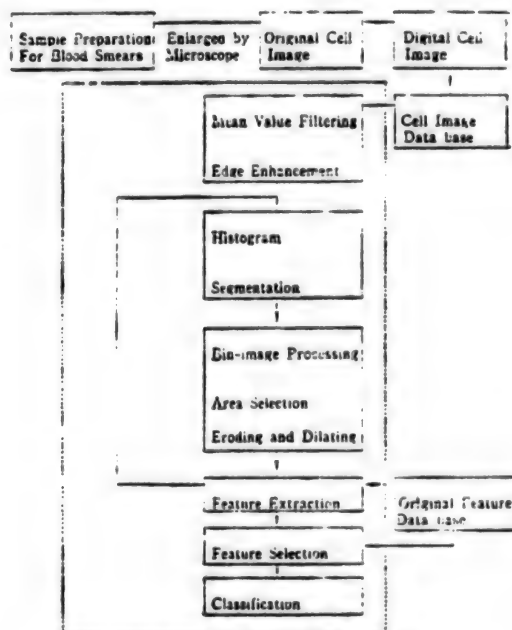 Sample Preparation
For Blood Smears
Enlarged by
Microscope
Original Cell
Image
Digital Cell
Image
Mean Value Filtering
Edge Enhancement
Cell Image
Data base
Histogram
Segmentation
Bin-image Processing
Area Selection
Eroding and Dilating
Feature Extraction
Original Feature
Data base
Feature Selection
Classification